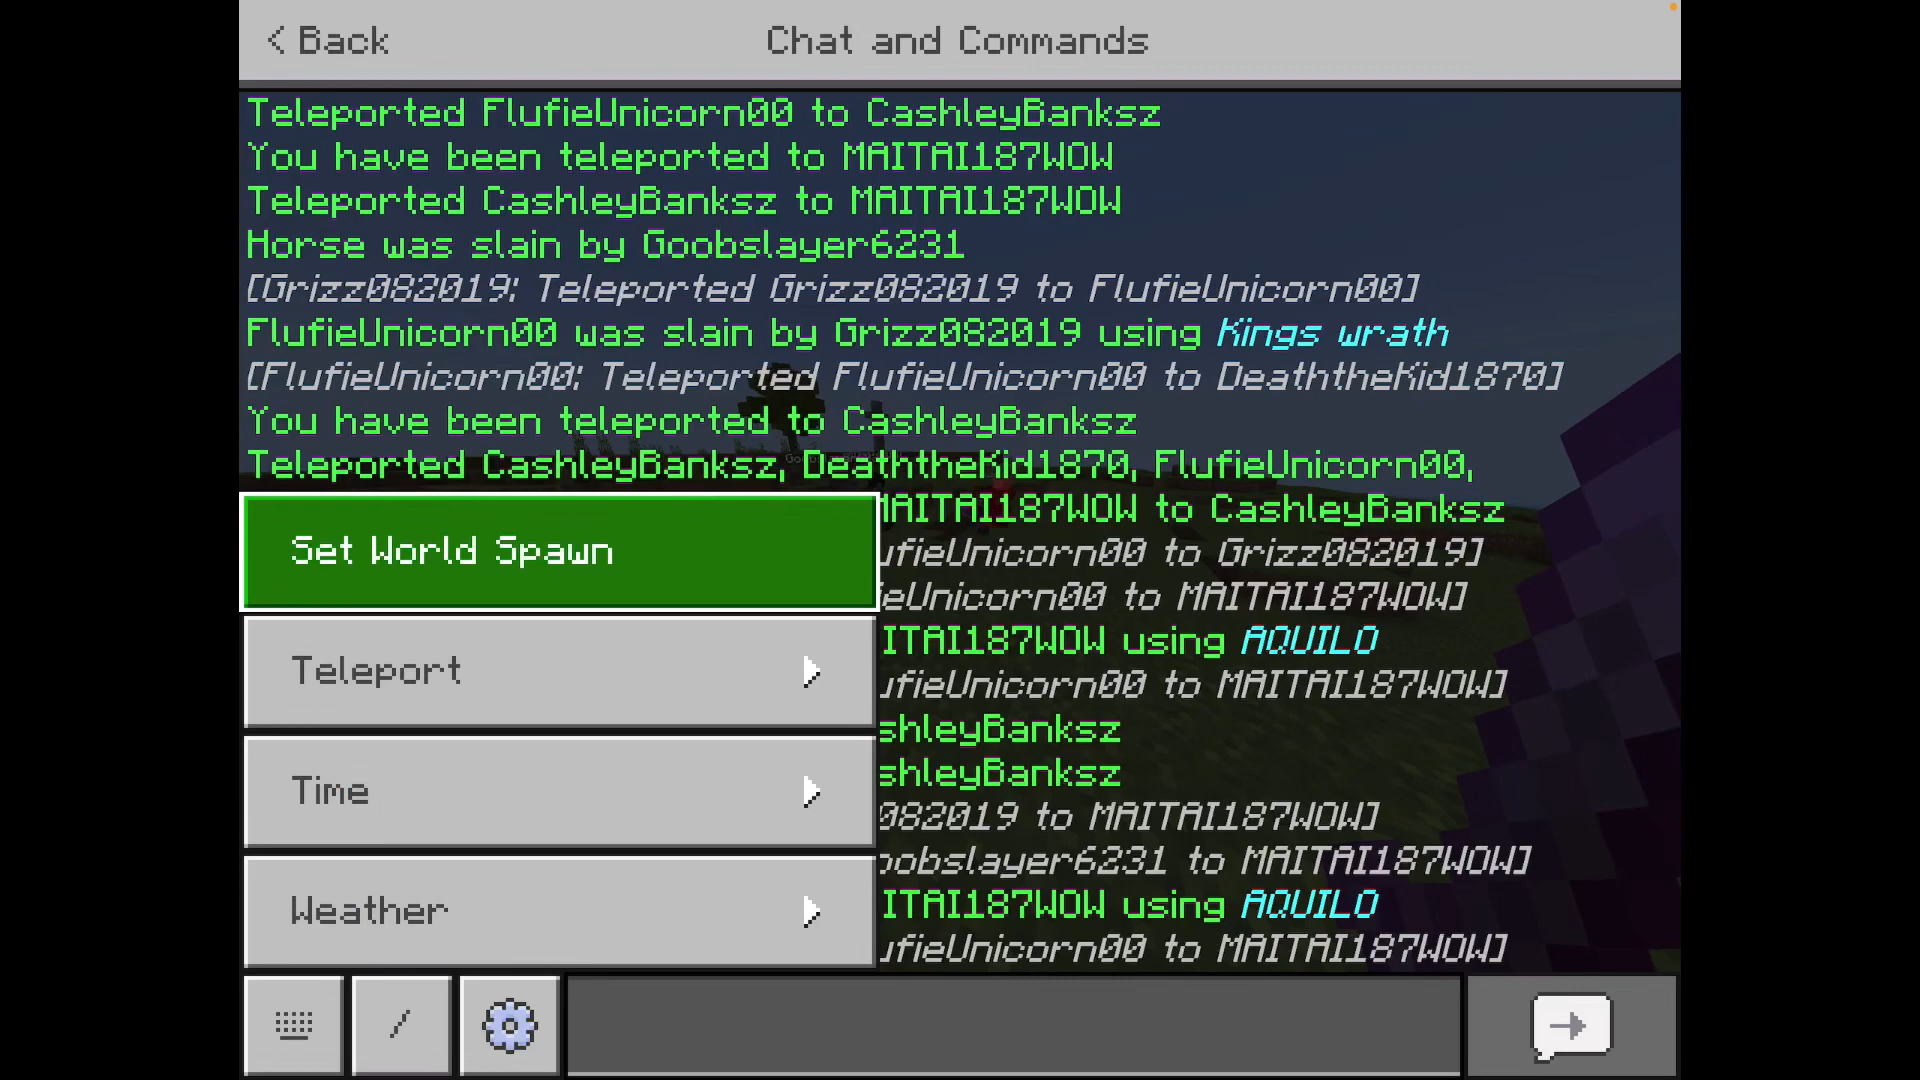 < Back
Chat and Commands
Teleported FlufieUnicorn00 to CashleyBanksz
You have been teleported to MAITAI187WOW
Teleported CashleyBanksz to MAITAI187WOW
Horse was slain by Goobslayer6231
[Grizz082019: Teleported Grizz082019 to FlufieUnicorn00]
FlufieUnicorn00 was slain by Grizz082019 using Kings wrath
[FlufieUnicorn00: Teleported FlufieUnicorn00 to DeaththeKid1870]
You have been teleported to CashleyBanksz
Teleported CashleyBanksz, DeaththeKid1870, FlufieUnicorn00,
MAITAI187WOW to CashleyBanksz
ufieUnicorn00 to Grizz082019]
ieUnicorn00 to MAITAI187WOW]
ITAI187WOW using AQUILO
ufieUnicorn00 to MAITAI187WOW]
shleyBanksz
shleyBanksz
082019 to MAITAI187WOW]
oobslayer6231 to MAITAI187WOW]
ITAI187WOW using AQUILO
ufieUnicorn00 to MAITAI187WOW]
Set World Spawn
Teleport
Time
Weather
/